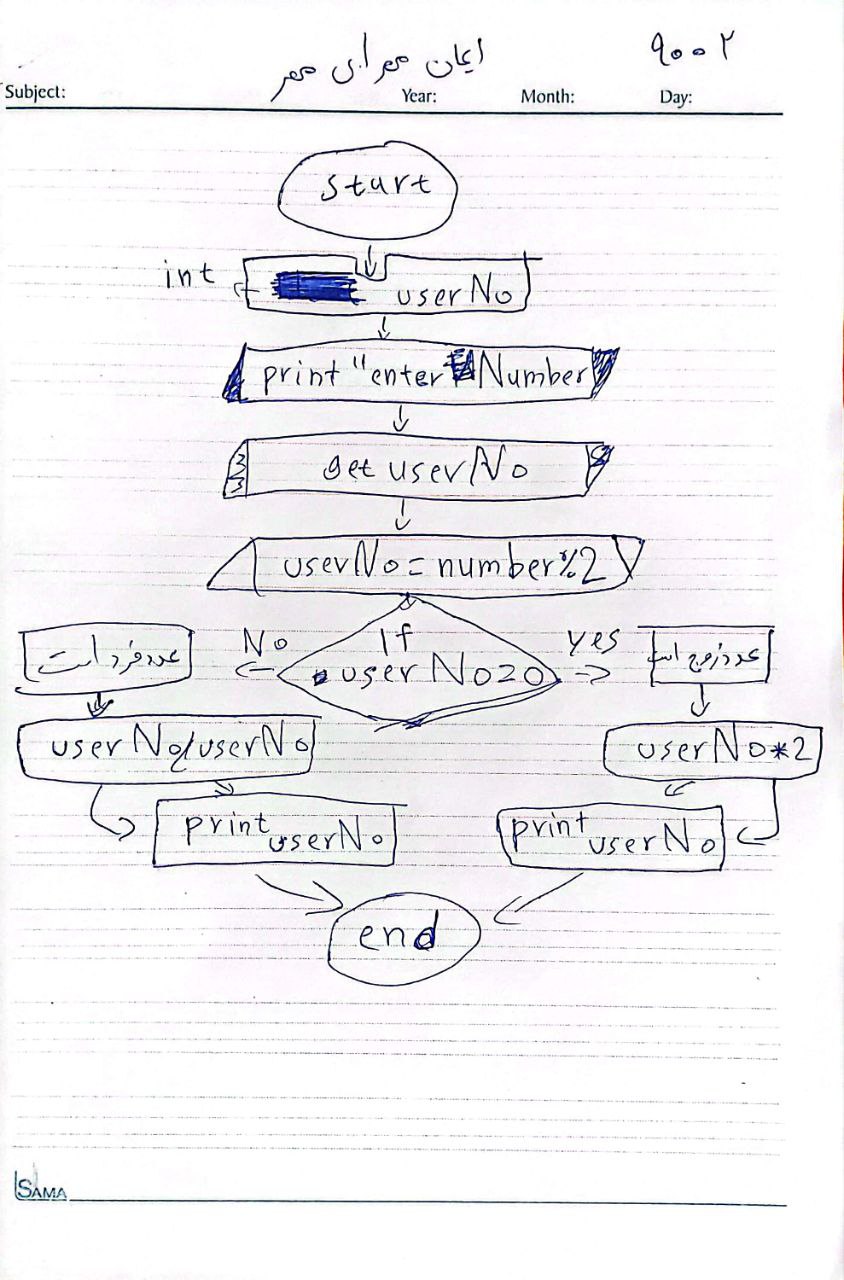 ایمان مهرابی مهر
۹۰۰۲
Subject: Year: Month: Day:
start
int userNo
print "enter Number
get userNo
userNo = number%2
If
userNo=0
No
yes
عدد فرد است
عدد زوج است
userNo/userNo
userNo*2
print userNo
print userNo
end
SAMA